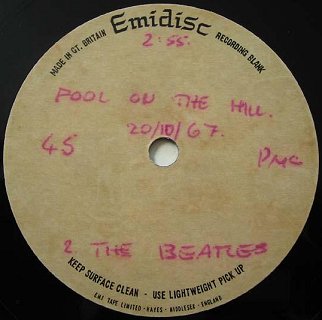 Emidisc
MADE IN GT. BRITAIN
RECORDING BLANK
2:55.
FOOL ON THE HILL.
20/10/67.
45
PMC
2. THE BEATLES
KEEP SURFACE CLEAN - USE LIGHTWEIGHT PICK UP
E.M.I TAPE LIMITED · HAYES · MIDDLESEX · ENGLAND